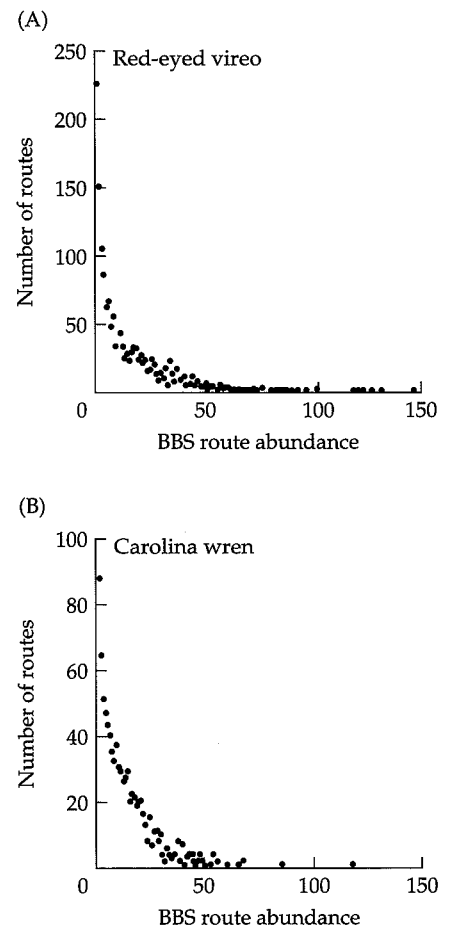 (A)
Red-eyed vireo
250
200
150
100
50
Number of routes
0 50 100 150
BBS route abundance
(B)
Carolina wren
100
80
60
40
20
Number of routes
0 50 100 150
BBS route abundance